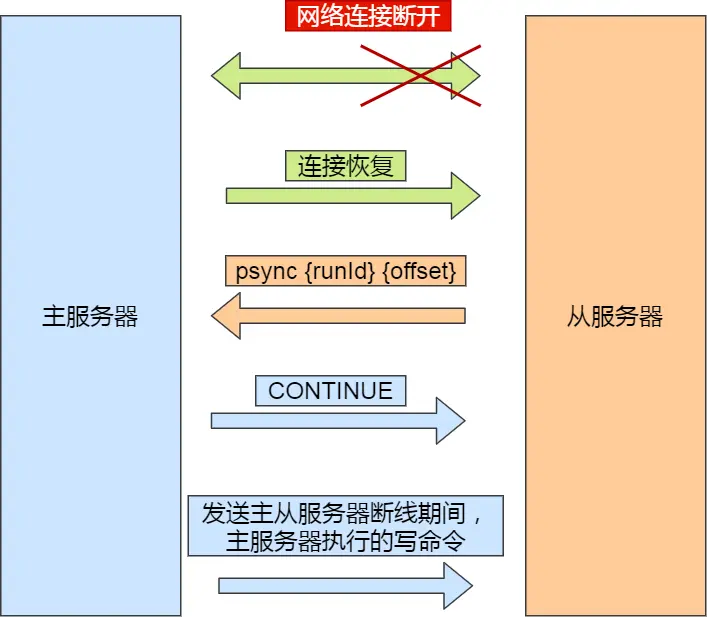 网络连接断开
连接恢复
psync {runId} {offset}
主服务器
从服务器
CONTINUE
发送主从服务器断线期间，
主服务器执行的写命令